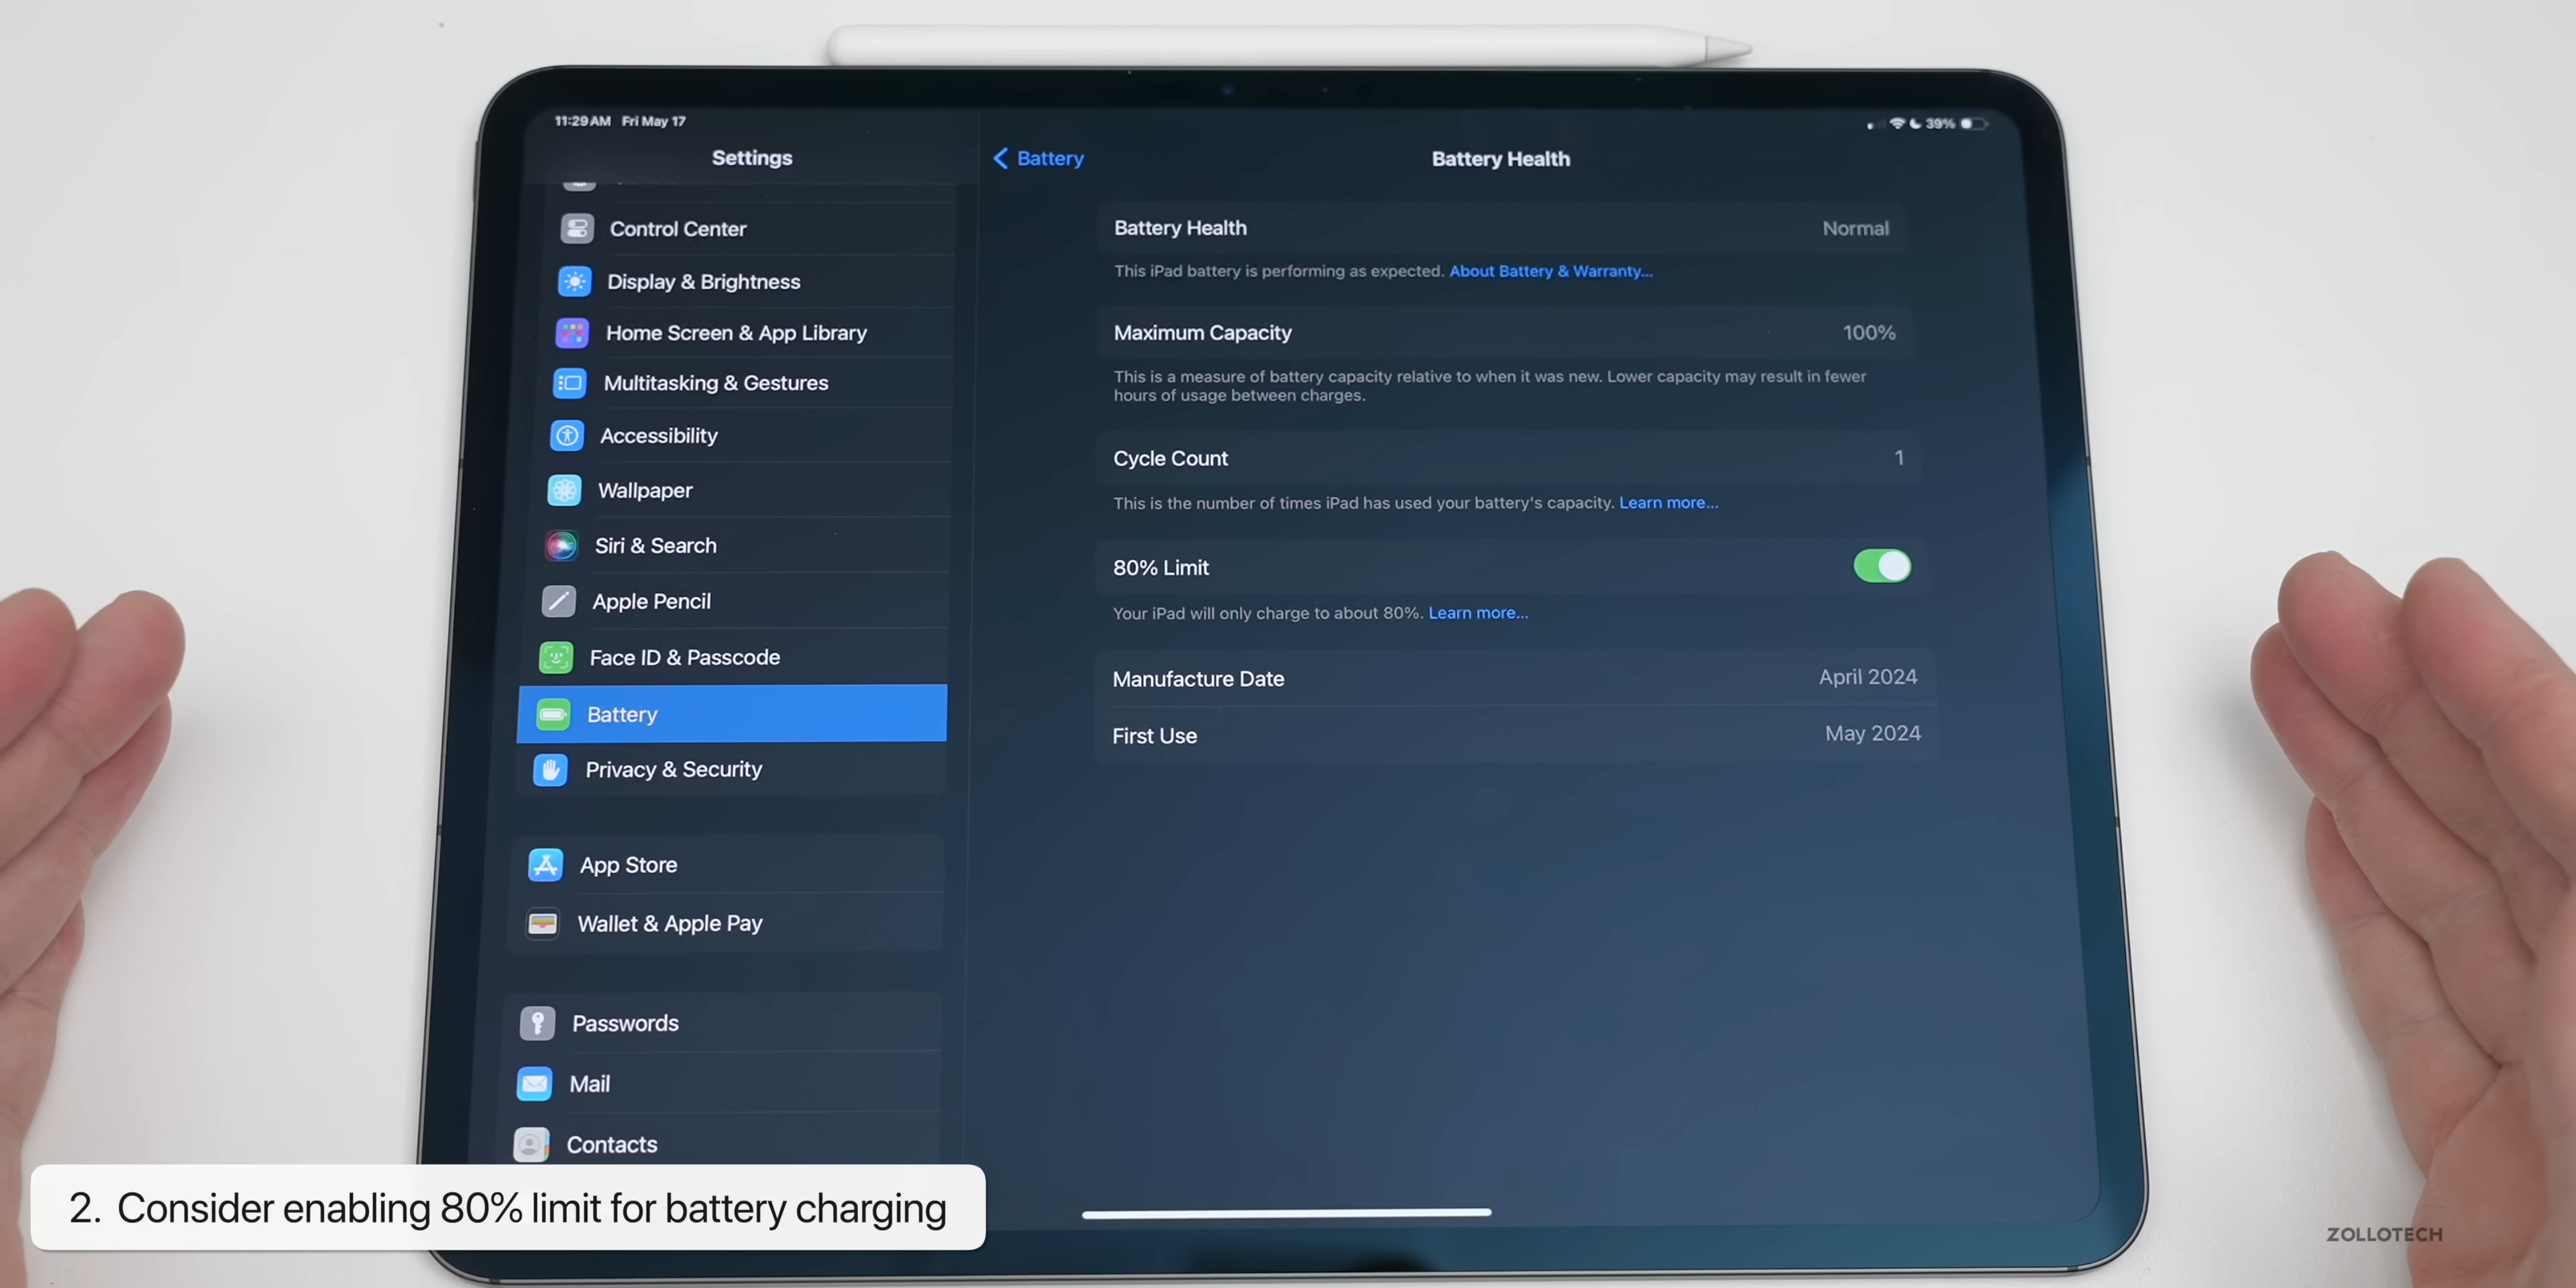 11:29 AM Fri May 17
39%
Settings
Control Center
Display & Brightness
Home Screen & App Library
Multitasking & Gestures
Accessibility
Wallpaper
Siri & Search
Apple Pencil
Face ID & Passcode
Battery
Privacy & Security
App Store
Wallet & Apple Pay
Passwords
Mail
Contacts
Battery
Battery Health
Battery Health Normal
This iPad battery is performing as expected. About Battery & Warranty...
Maximum Capacity 100%
This is a measure of battery capacity relative to when it was new. Lower capacity may result in fewer
hours of usage between charges.
Cycle Count 1
This is the number of times iPad has used your battery's capacity. Learn more...
80% Limit
Your iPad will only charge to about 80%. Learn more...
Manufacture Date April 2024
First Use May 2024
2. Consider enabling 80% limit for battery charging
ZOLLOTECH